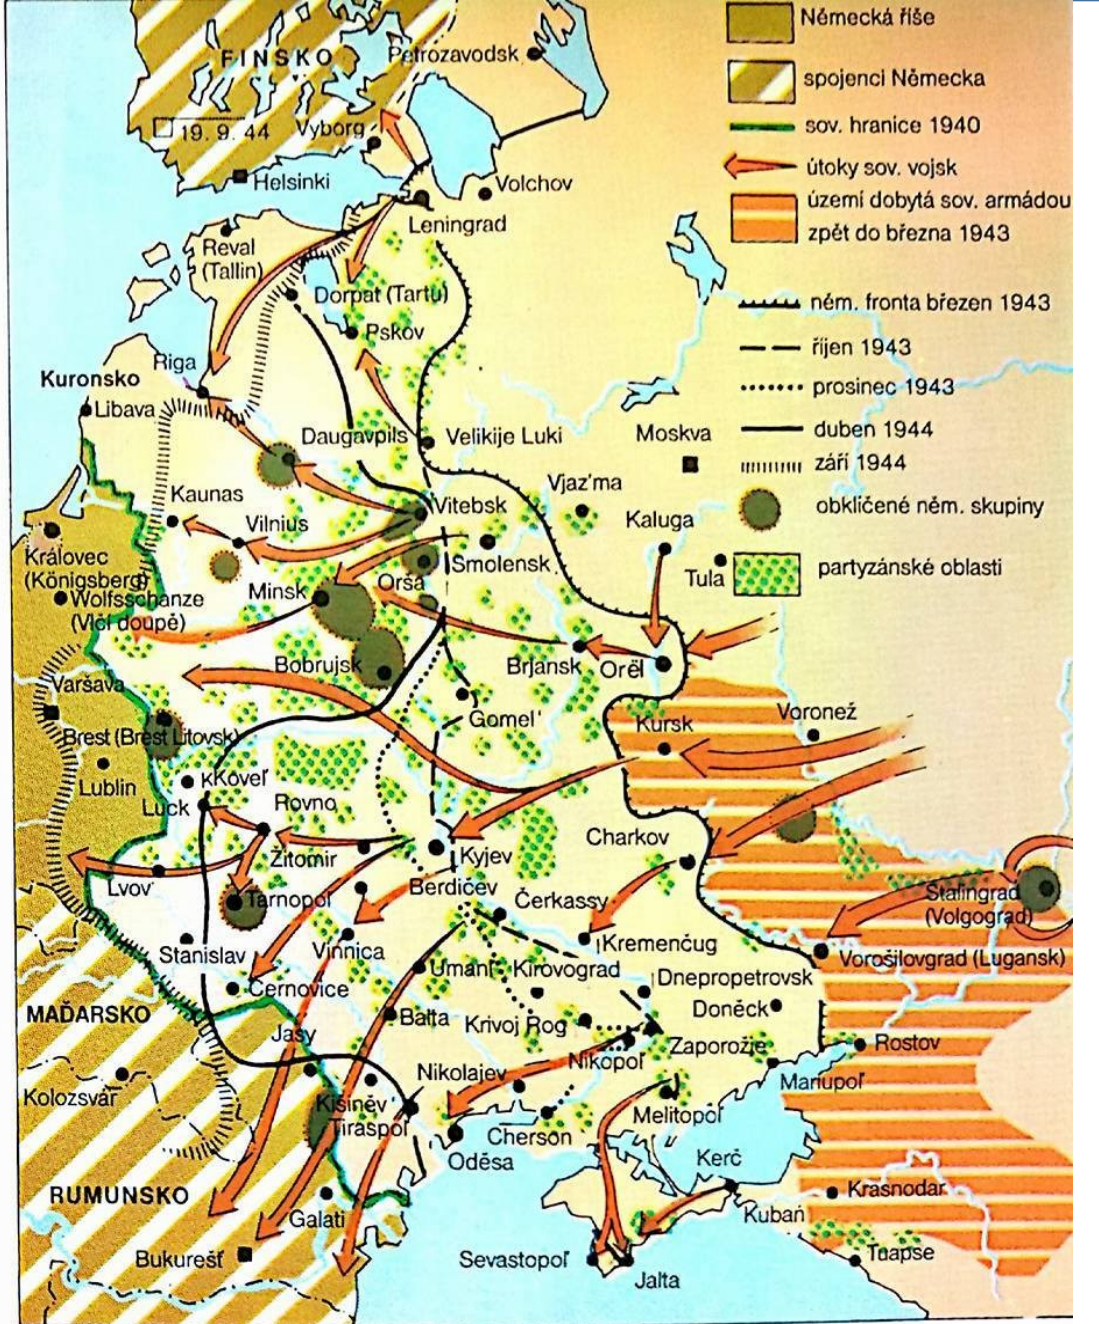 Německá říše
spojenci Německa
sov. hranice 1940
útoky sov. vojsk
území dobytá sov. armádou
zpět do března 1943
něm. fronta březen 1943
říjen 1943
prosinec 1943
duben 1944
září 1944
obklíčené něm. skupiny
partyzánské oblasti
FINSKO
Petrozavodsk
19. 9. 44
Vyborg
Helsinki
Volchov
Leningrad
Reval
(Tallin)
Dorpat (Tartu)
Pskov
Riga
Kuronsko
Libava
Daugavpils
Velikije Luki
Moskva
Kaunas
Vjaz'ma
Vitebsk
Vilnius
Kaluga
Královec
(Königsberg)
Smolensk
Tula
Orša
Minsk
Wolfsschanze
(Vlčí doupě)
Bobrujsk
Brjansk
Orěl
Varšava
Gomel'
Kursk
Voronež
Brest (Brest Litovsk)
Lublin
KKoveľ
Luck
Rovno
Charkov
Žitomir
Kyjev
Lvov
Berdičev
Tarnopol
Čerkassy
Stalingrad
(Volgograd)
Stanislav
Vinnica
Kremenčug
Vorošilovgrad (Lugansk)
Umaň
Kirovograd
Dnepropetrovsk
Černovice
Doněck
MAĎARSKO
Balta
Krivoj Rog
Jasy
Zaporožje
Rostov
Nikopoľ
Nikolajev
Mariupoľ
Kolozsvár
Kišiněv
Tiraspol
Melitopoľ
Cherson
Oděsa
Kerč
RUMUNSKO
Krasnodar
Galati
Kubaň
Bukurešť
Sevastopoľ
Tuapse
Jalta